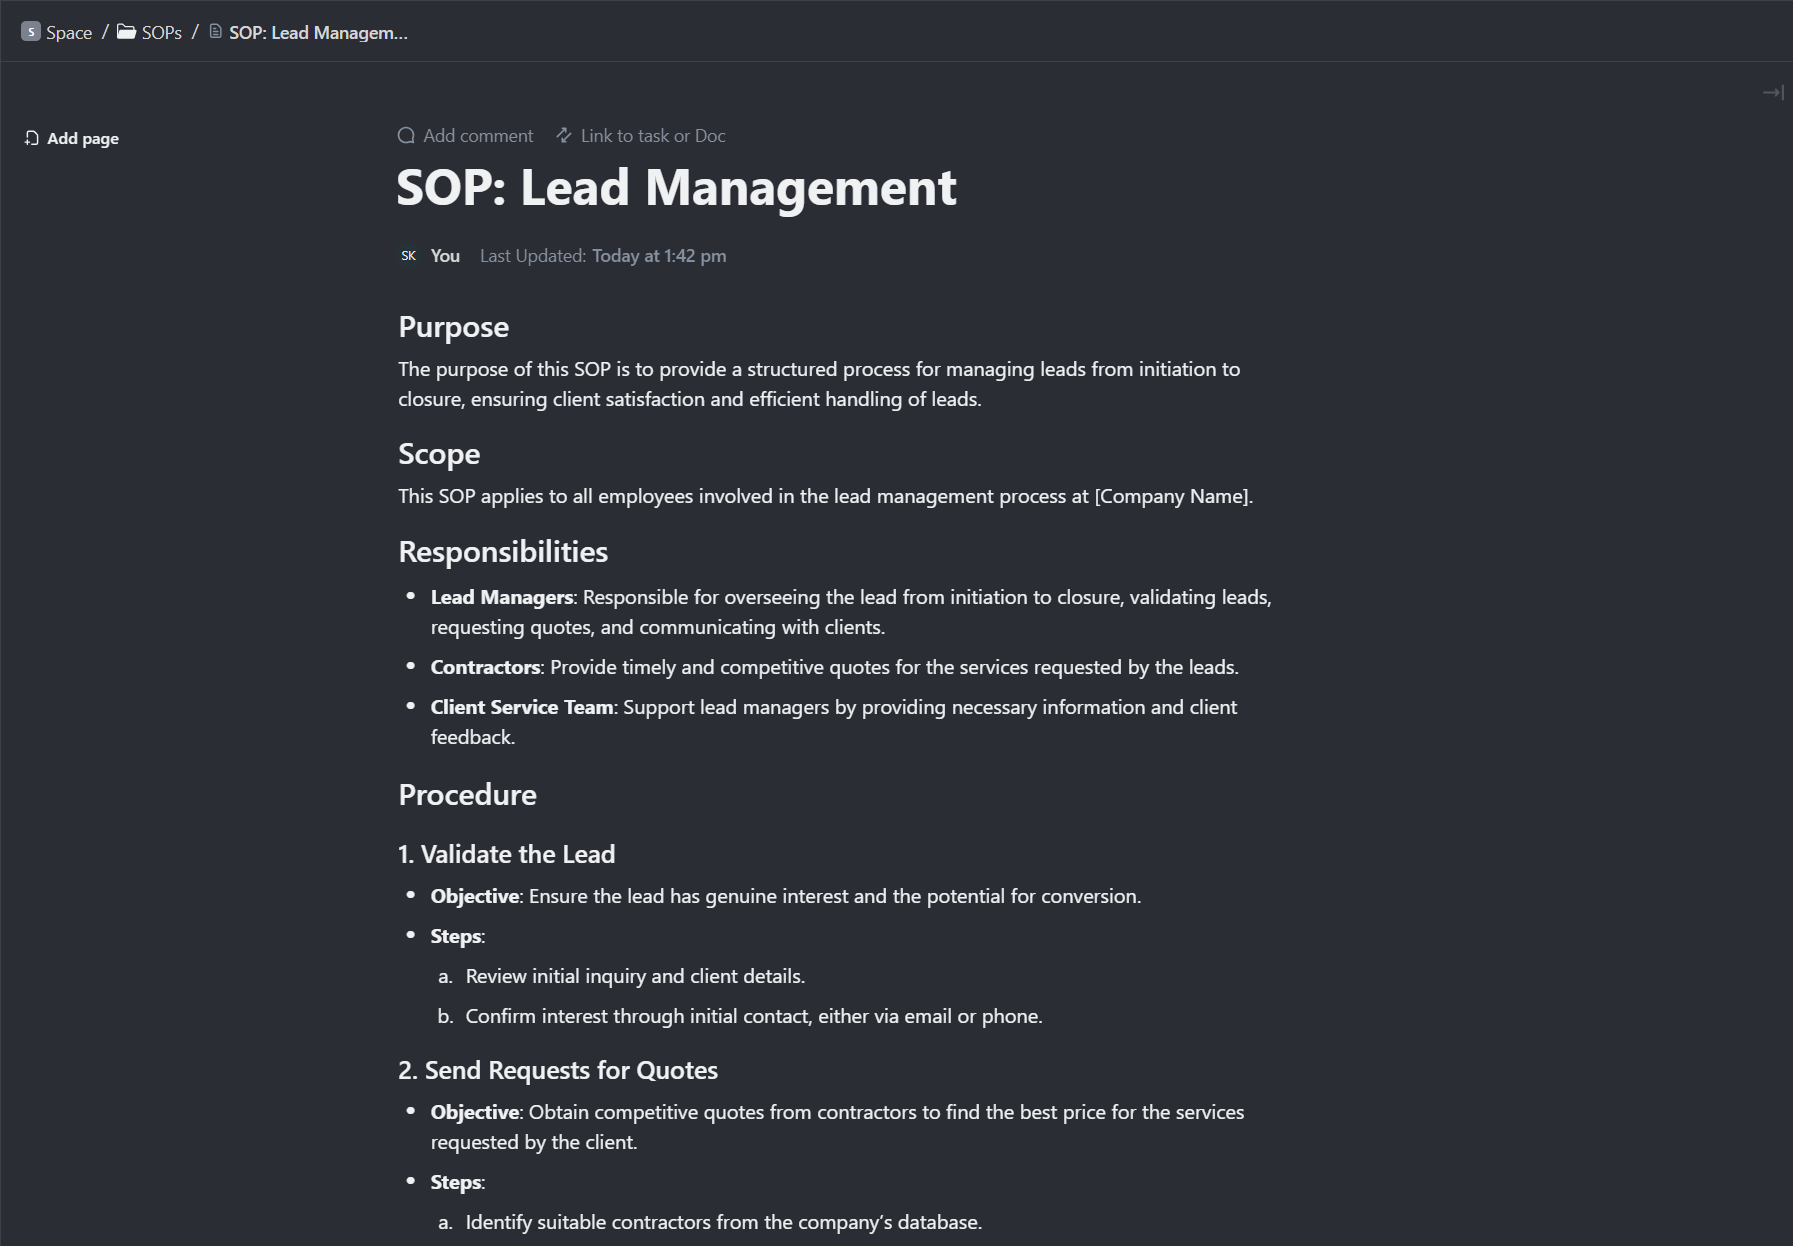 S Space / SOPs / SOP: Lead Managem...
Add page
Add comment Link to task or Doc
SOP: Lead Management
SK You Last Updated: Today at 1:42 pm
Purpose
The purpose of this SOP is to provide a structured process for managing leads from initiation to
closure, ensuring client satisfaction and efficient handling of leads.
Scope
This SOP applies to all employees involved in the lead management process at [Company Name].
Responsibilities
• Lead Managers: Responsible for overseeing the lead from initiation to closure, validating leads,
requesting quotes, and communicating with clients.
• Contractors: Provide timely and competitive quotes for the services requested by the leads.
• Client Service Team: Support lead managers by providing necessary information and client
feedback.
Procedure
1. Validate the Lead
• Objective: Ensure the lead has genuine interest and the potential for conversion.
• Steps:
a. Review initial inquiry and client details.
b. Confirm interest through initial contact, either via email or phone.
2. Send Requests for Quotes
• Objective: Obtain competitive quotes from contractors to find the best price for the services
requested by the client.
• Steps:
a. Identify suitable contractors from the company’s database.